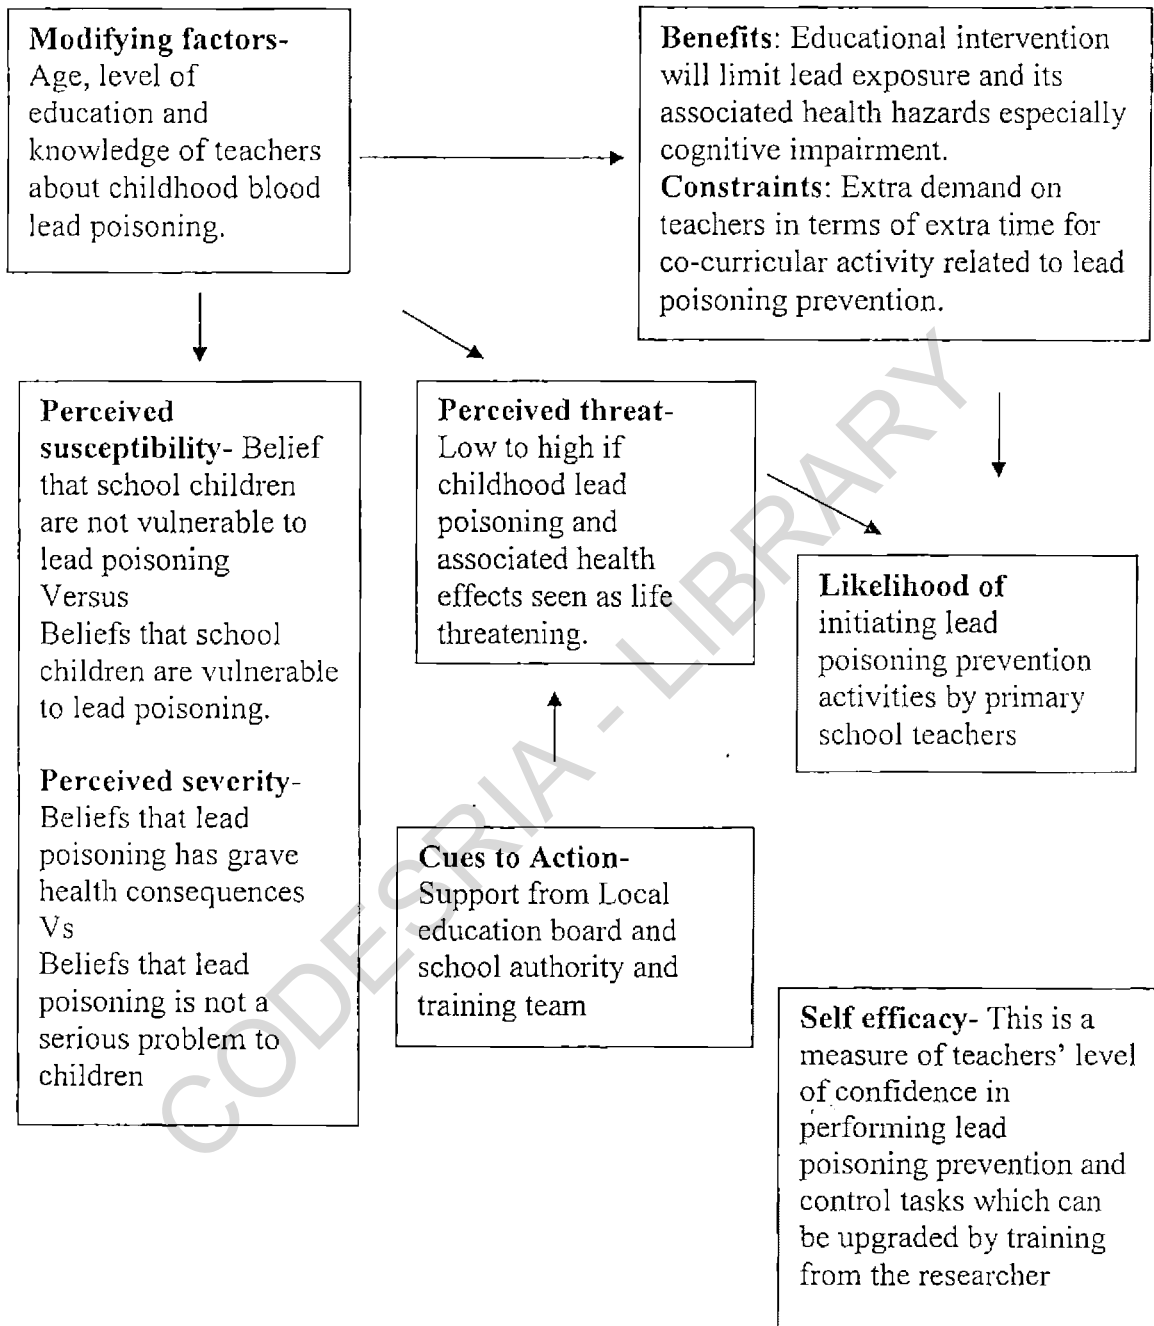 Modifying factors-
Age, level of
education and
knowledge of teachers
about childhood blood
lead poisoning.
Benefits: Educational intervention
will limit lead exposure and its
associated health hazards especially
cognitive impairment.
Constraints: Extra demand on
teachers in terms of extra time for
co-curricular activity related to lead
poisoning prevention.
Perceived
susceptibility- Belief
that school children
are not vulnerable to
lead poisoning
Versus
Beliefs that school
children are vulnerable
to lead poisoning.
Perceived severity-
Beliefs that lead
poisoning has grave
health consequences
Vs
Beliefs that lead
poisoning is not a
serious problem to
children
Perceived threat-
Low to high if
childhood lead
poisoning and
associated health
effects seen as life
threatening.
Likelihood of
initiating lead
poisoning prevention
activities by primary
school teachers
Cues to Action-
Support from Local
education board and
school authority and
training team
Self efficacy- This is a
measure of teachers' level
of confidence in
performing lead
poisoning prevention and
control tasks which can
be upgraded by training
from the researcher
CODESRIA - LIBRARY